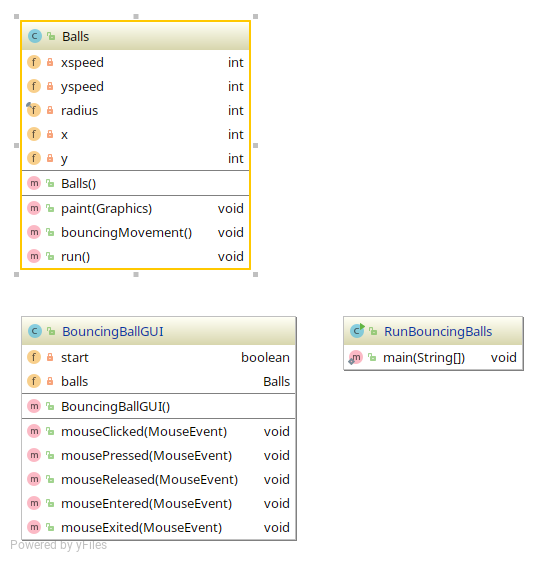 Balls
xspeed int
yspeed int
radius int
x int
y int
Balls()
paint(Graphics) void
bouncingMovement() void
run() void
BouncingBallGUI
start boolean
balls Balls
BouncingBallGUI()
mouseClicked(MouseEvent) void
mousePressed(MouseEvent) void
mouseReleased(MouseEvent) void
mouseEntered(MouseEvent) void
mouseExited(MouseEvent) void
RunBouncingBalls
main(String[]) void
Powered by yFiles